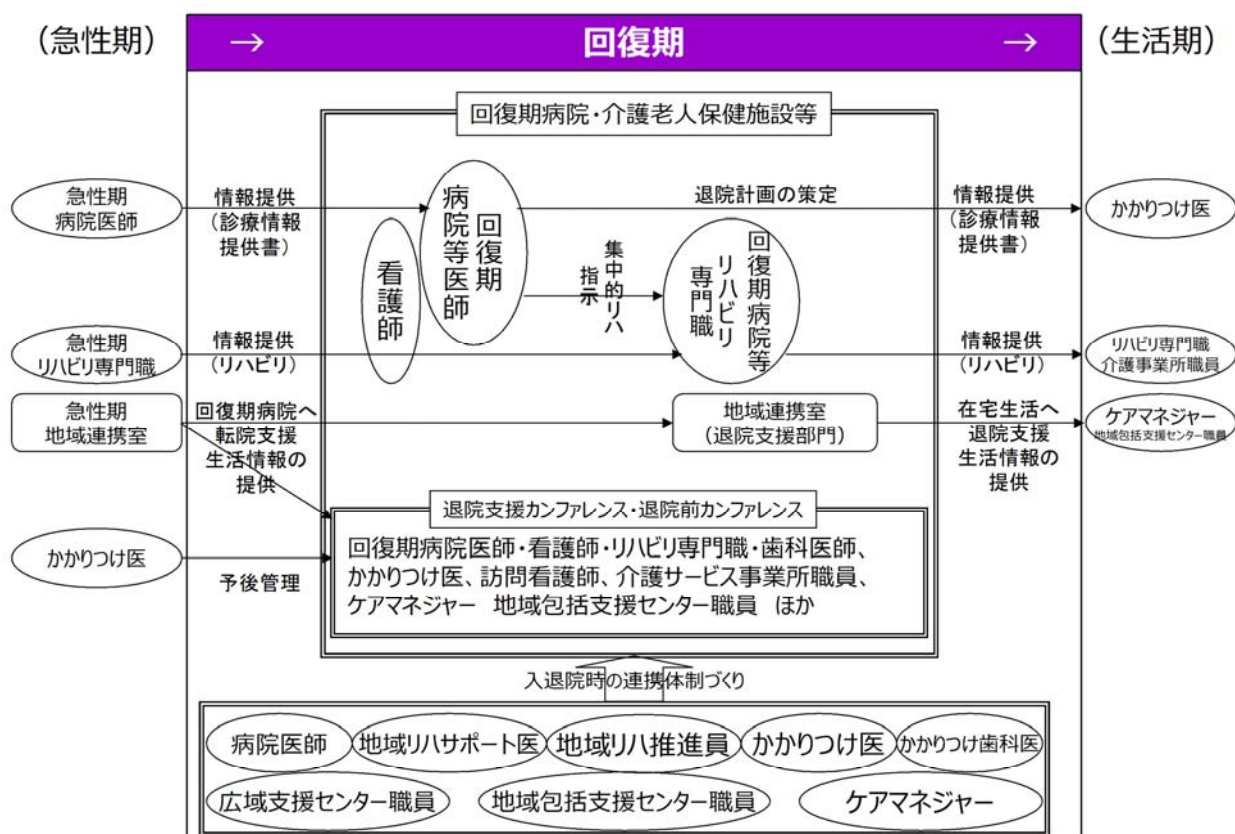 (急性期)
→ 回復期 →
(生活期)
回復期病院・介護老人保健施設等
急性期
病院医師
情報提供
(診療情報
提供書)
看護師
回復期
病院等医師
退院計画の策定
集中的リハ
指示
回復期病院等
リハビリ
専門職
情報提供
(診療情報
提供書)
かかりつけ医
急性期
リハビリ専門職
情報提供
(リハビリ)
情報提供
(リハビリ)
リハビリ専門職
介護事業所職員
急性期
地域連携室
回復期病院へ
転院支援
生活情報の
提供
地域連携室
(退院支援部門)
在宅生活へ
退院支援
生活情報の
提供
ケアマネジャー
地域包括支援センター職員
退院支援カンファレンス・退院前カンファレンス
かかりつけ医
予後管理
回復期病院医師・看護師・リハビリ専門職・歯科医師、
かかりつけ医、訪問看護師、介護サービス事業所職員、
ケアマネジャー 地域包括支援センター職員 ほか
入退院時の連携体制づくり
病院医師
地域リハサポート医
地域リハ推進員
かかりつけ医
かかりつけ歯科医
広域支援センター職員
地域包括支援センター職員
ケアマネジャー